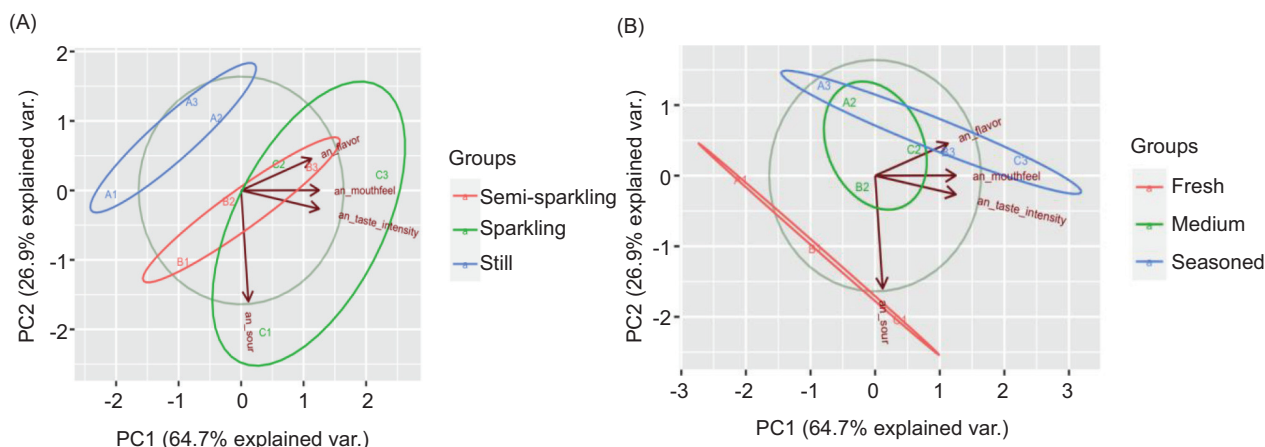 (A)
2
1
0
-1
-2
-2
-1
0
1
2
PC2 (26.9% explained var.)
PC1 (64.7% explained var.)
A3
A2
A1
C2
B3
C3
B2
B1
C1
an_flavor
an_mouthfeel
an_taste_intensity
an_sour
Groups
a Semi-sparkling
a Sparkling
a Still
(B)
1
0
-1
-2
-3
-2
-1
0
1
2
3
PC2 (26.9% explained var.)
PC1 (64.7% explained var.)
A3
A2
C2
B3
C3
B2
A1
B1
C1
an_flavor
an_mouthfeel
an_taste_intensity
an_sour
Groups
a Fresh
a Medium
a Seasoned